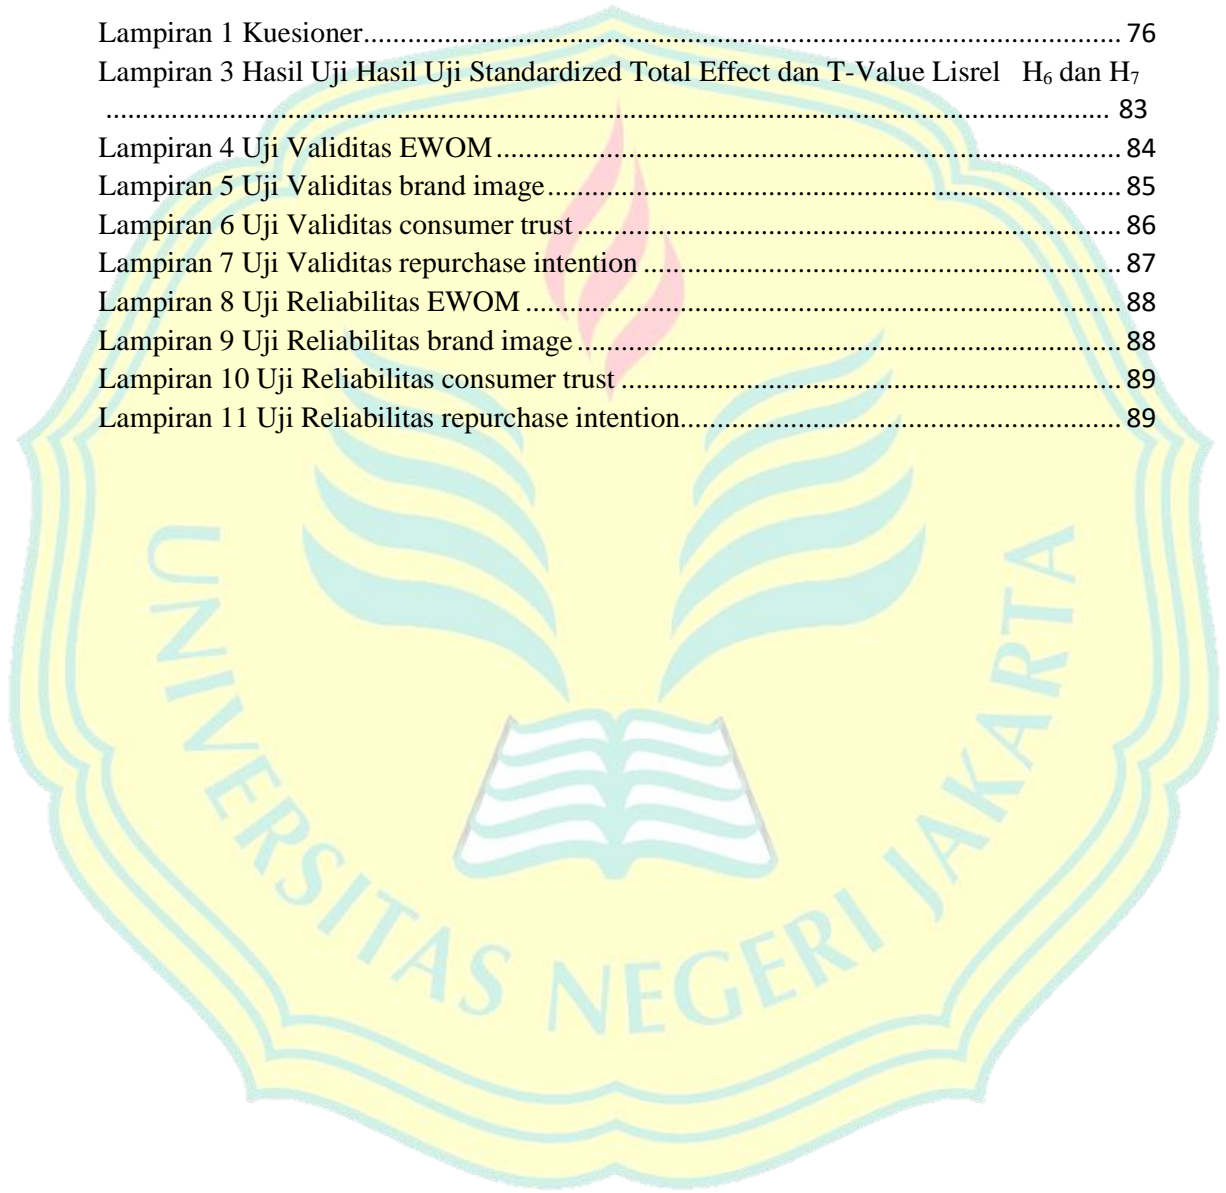 Lampiran 1 Kuesioner.......................................................................................................76
Lampiran 3 Hasil Uji Hasil Uji Standardized Total Effect dan T-Value Lisrel H₆ dan H₇
.......................................................................................................................................... 83
Lampiran 4 Uji Validitas EWOM.....................................................................................84
Lampiran 5 Uji Validitas brand image..............................................................................85
Lampiran 6 Uji Validitas consumer trust..........................................................................86
Lampiran 7 Uji Validitas repurchase intention.................................................................87
Lampiran 8 Uji Reliabilitas EWOM.................................................................................88
Lampiran 9 Uji Reliabilitas brand image..........................................................................88
Lampiran 10 Uji Reliabilitas consumer trust....................................................................89
Lampiran 11 Uji Reliabilitas repurchase intention............................................................89
UNIVERSITAS NEGERI JAKARTA